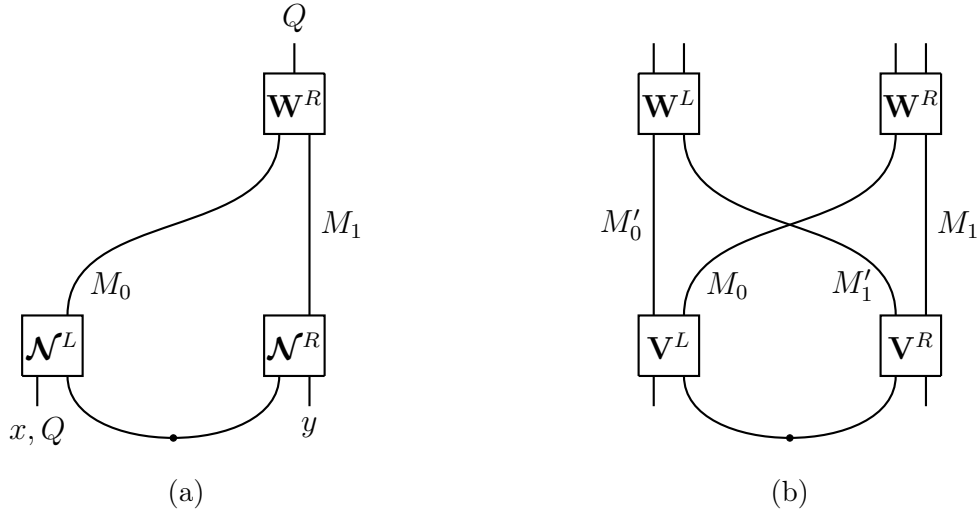 Q
𝐖^R 𝐖^L 𝐖^R
M_1 M'_0 M_1
M_0 M_0 M'_1
𝓝^L 𝓝^R 𝐕^L 𝐕^R
x, Q y
(a) (b)